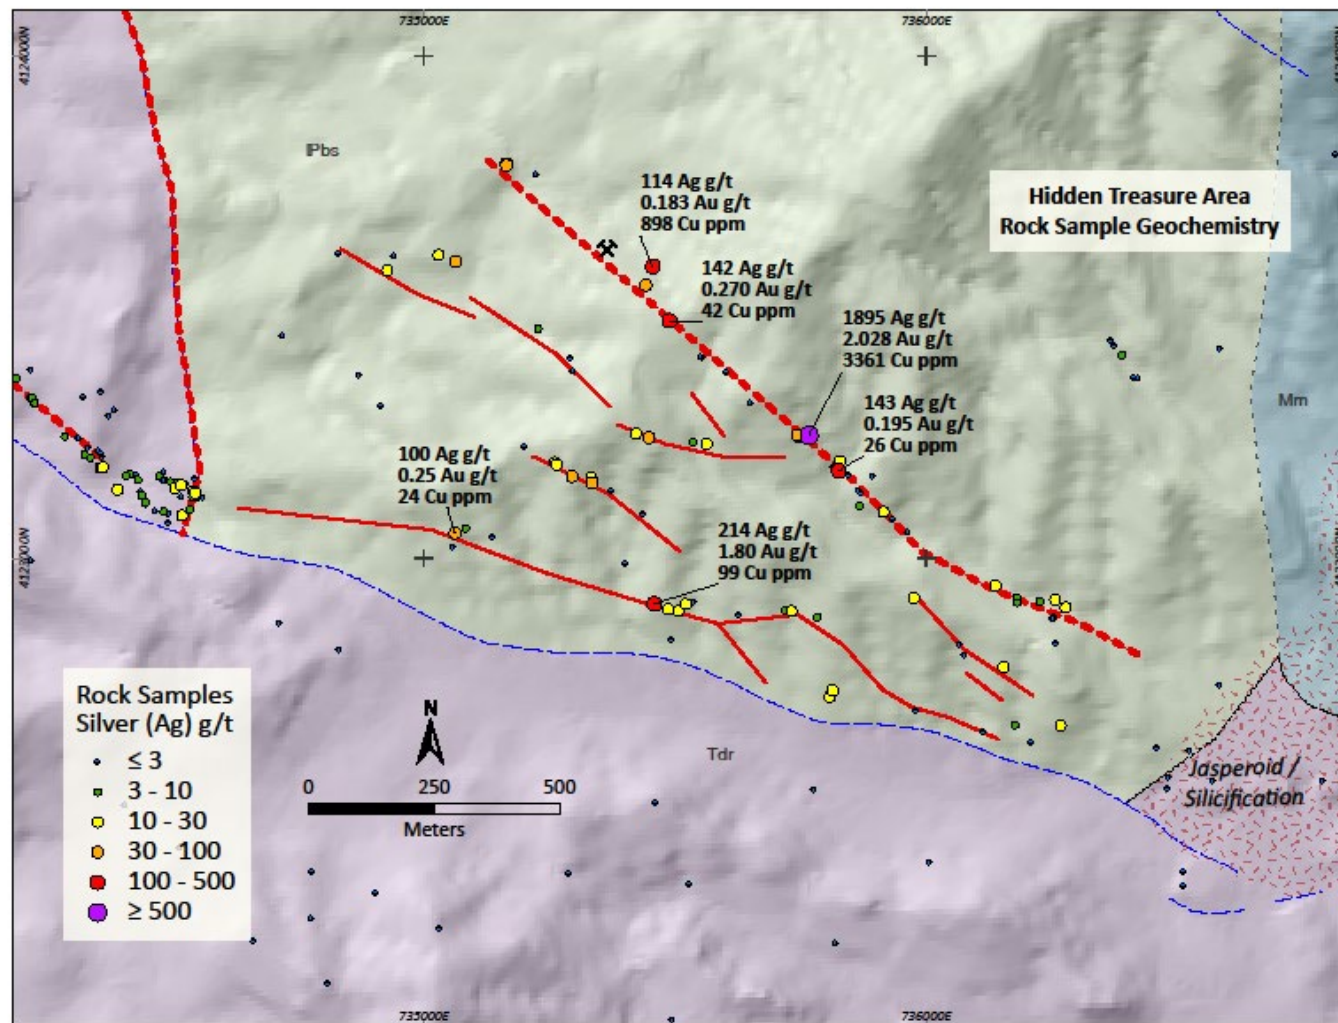 735000E
736000E
4124000N
IPbs
Hidden Treasure Area
Rock Sample Geochemistry
114 Ag g/t
0.183 Au g/t
898 Cu ppm
142 Ag g/t
0.270 Au g/t
42 Cu ppm
1895 Ag g/t
2.028 Au g/t
3361 Cu ppm
143 Ag g/t
0.195 Au g/t
26 Cu ppm
Mm
100 Ag g/t
0.25 Au g/t
24 Cu ppm
214 Ag g/t
1.80 Au g/t
99 Cu ppm
Rock Samples
Silver (Ag) g/t
≤ 3
3 - 10
10 - 30
30 - 100
100 - 500
≥ 500
N
0 250 500
Meters
Tdr
Jasperoid /
Silicification
735000E
736000E